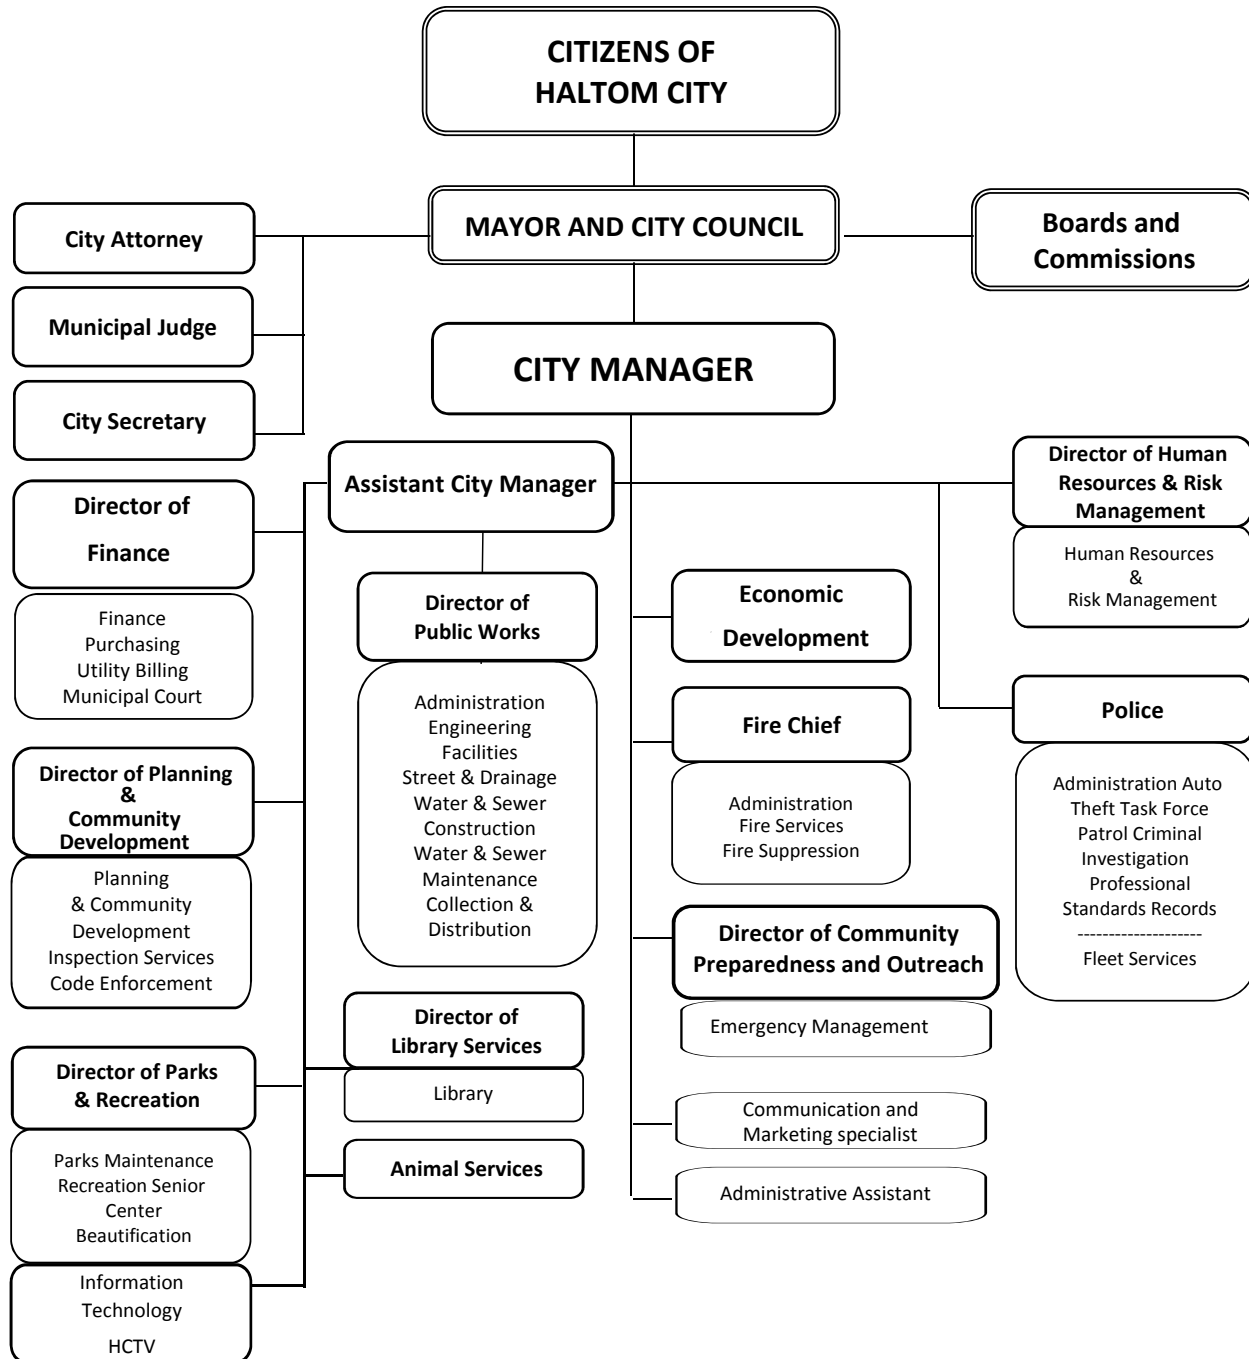 CITIZENS OF
HALTOM CITY
MAYOR AND CITY COUNCIL
Boards and
Commissions
City Attorney
Municipal Judge
City Secretary
CITY MANAGER
Assistant City Manager
Director of Human
Resources & Risk
Management
Human Resources
&
Risk Management
Director of
Finance
Finance
Purchasing
Utility Billing
Municipal Court
Director of
Public Works
Administration
Engineering
Facilities
Street & Drainage
Water & Sewer
Construction
Water & Sewer
Maintenance
Collection &
Distribution
Economic
Development
Fire Chief
Administration
Fire Services
Fire Suppression
Police
Administration Auto
Theft Task Force
Patrol Criminal
Investigation
Professional
Standards Records
--------------------
Fleet Services
Director of Planning
&
Community
Development
Planning
& Community
Development
Inspection Services
Code Enforcement
Director of Community
Preparedness and Outreach
Emergency Management
Director of
Library Services
Library
Director of Parks
& Recreation
Parks Maintenance
Recreation Senior
Center
Beautification
Communication and
Marketing specialist
Animal Services
Administrative Assistant
Information
Technology
HCTV